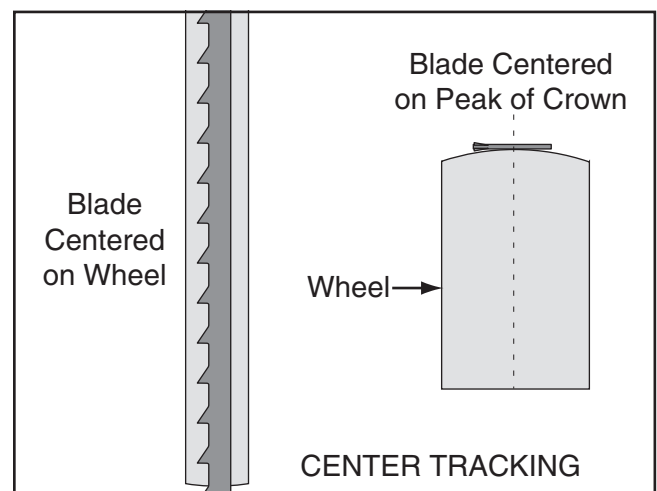 Blade Centered
on Peak of Crown
Blade
Centered
on Wheel
Wheel
CENTER TRACKING